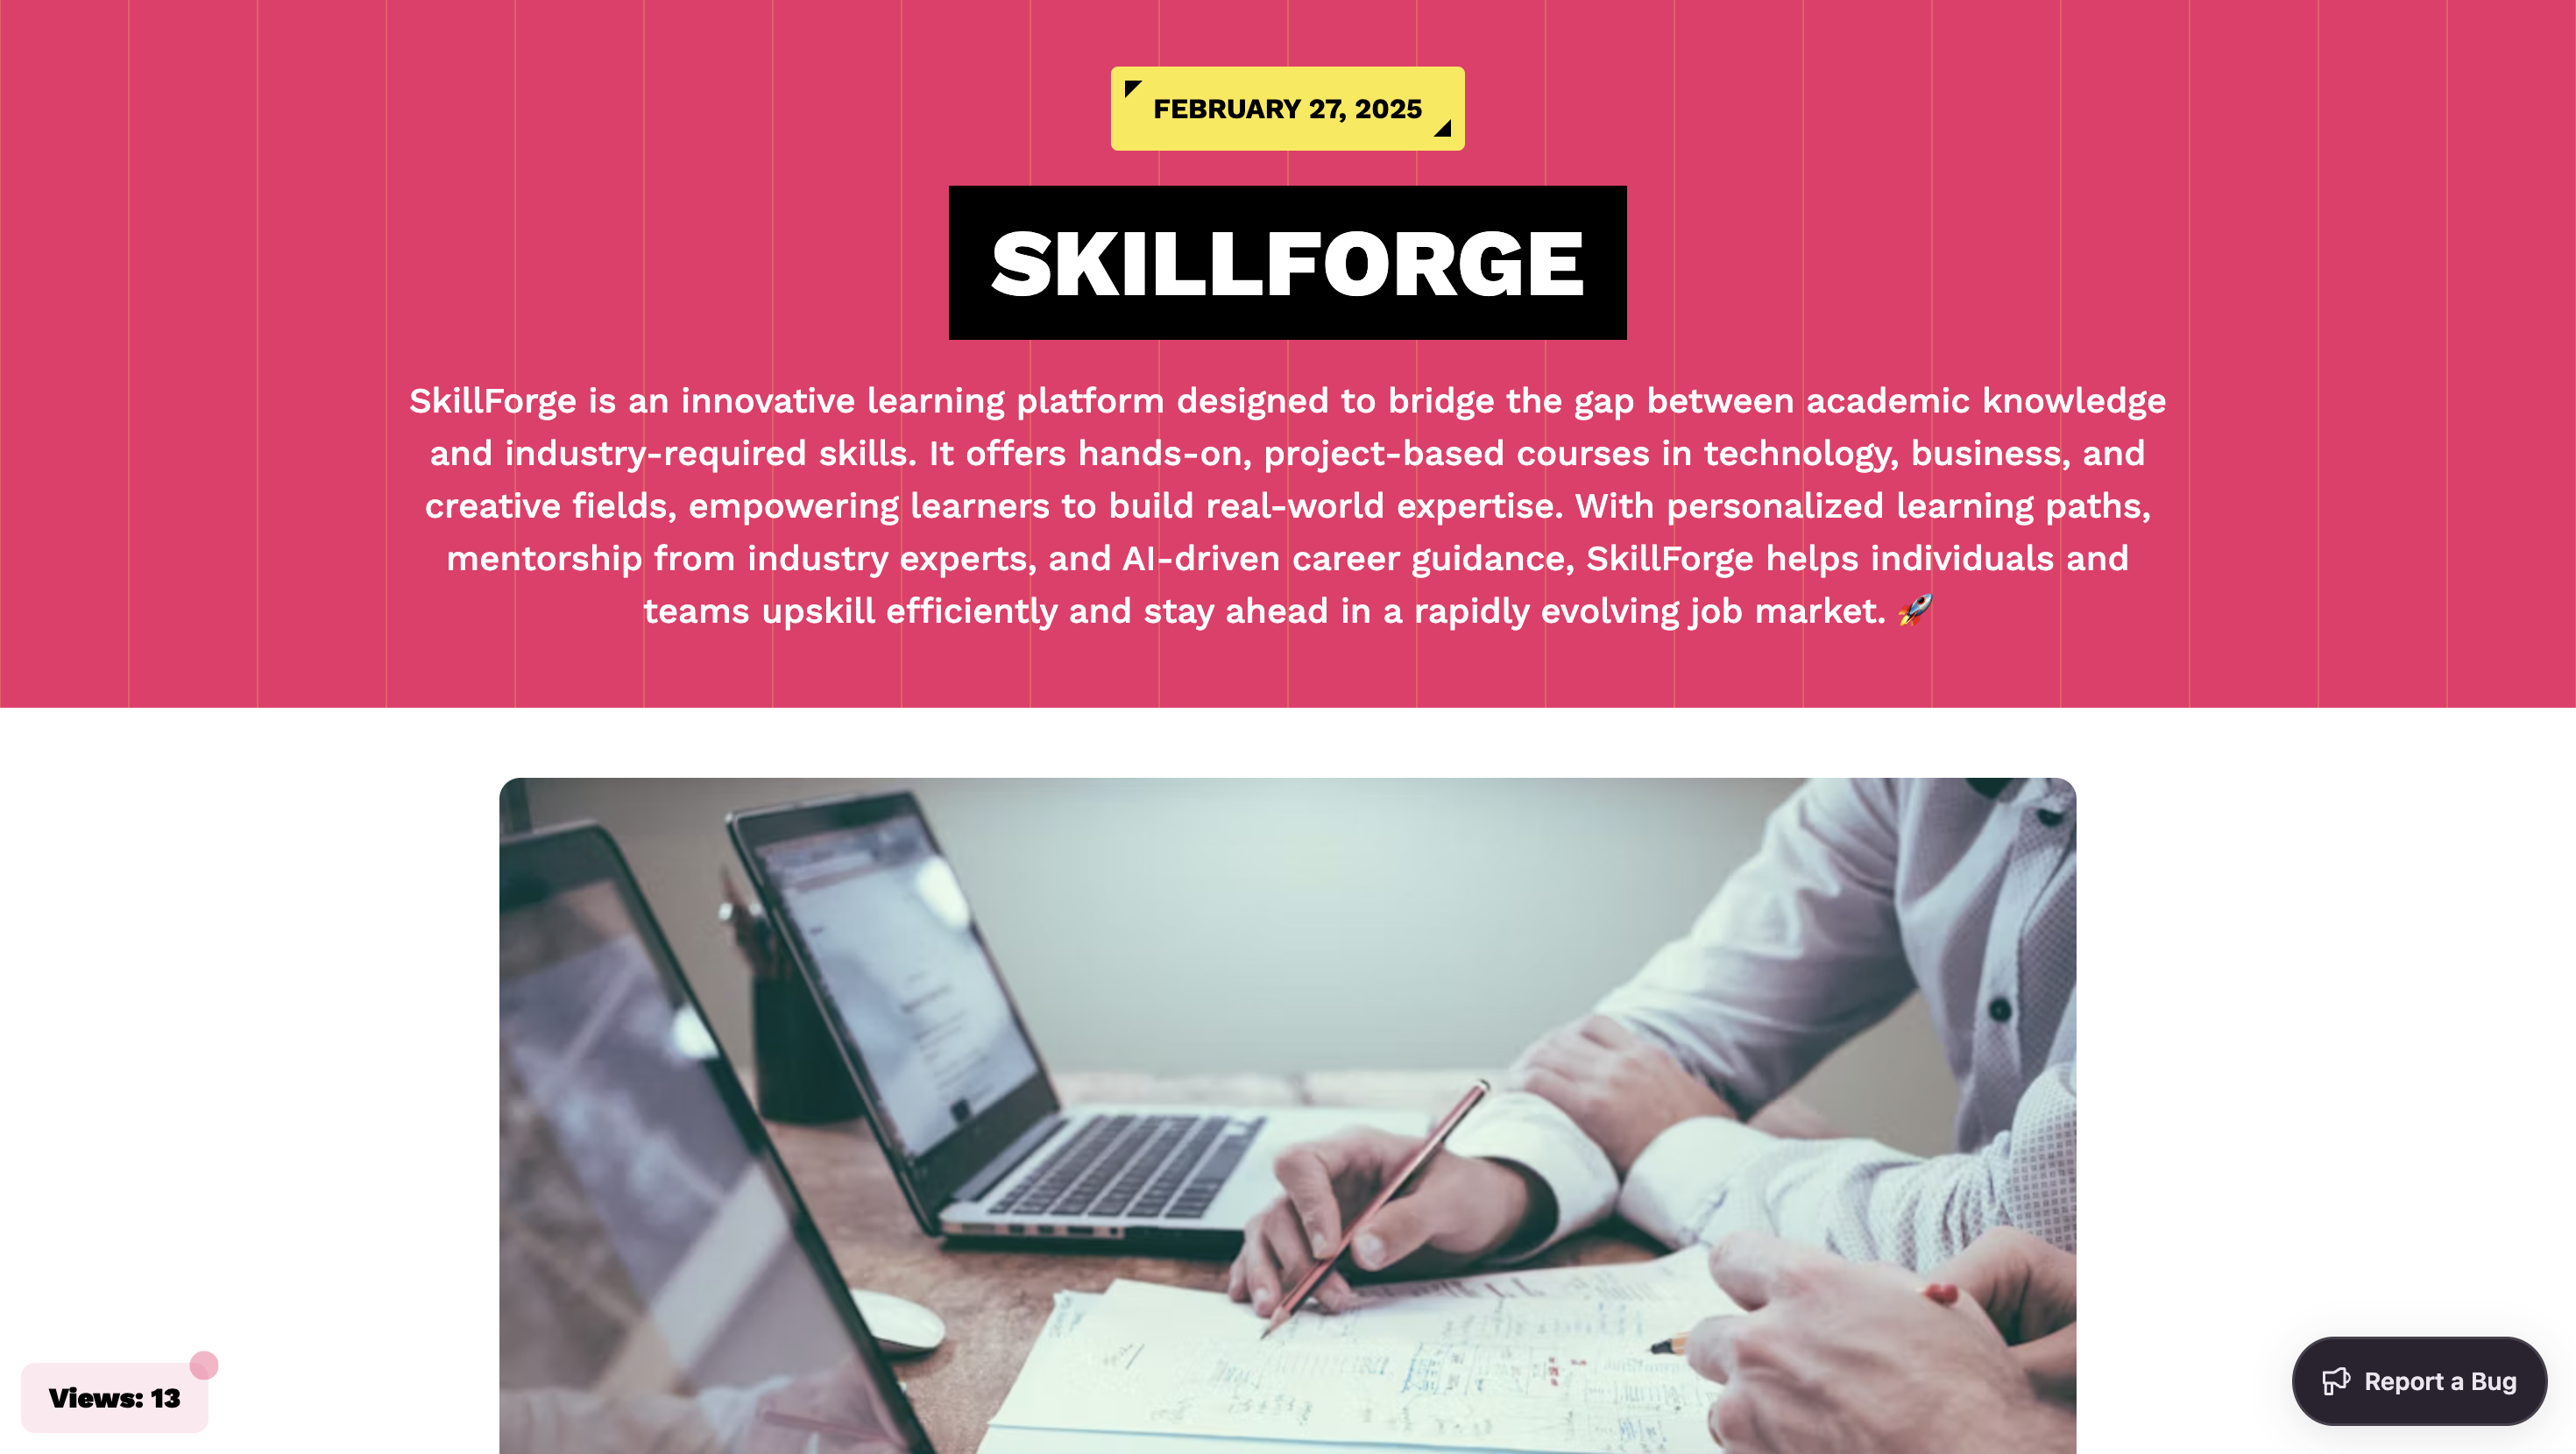 FEBRUARY 27, 2025
SKILLFORGE
SkillForge is an innovative learning platform designed to bridge the gap between academic knowledge
and industry-required skills. It offers hands-on, project-based courses in technology, business, and
creative fields, empowering learners to build real-world expertise. With personalized learning paths,
mentorship from industry experts, and AI-driven career guidance, SkillForge helps individuals and
teams upskill efficiently and stay ahead in a rapidly evolving job market. 🚀
Views: 13
Report a Bug